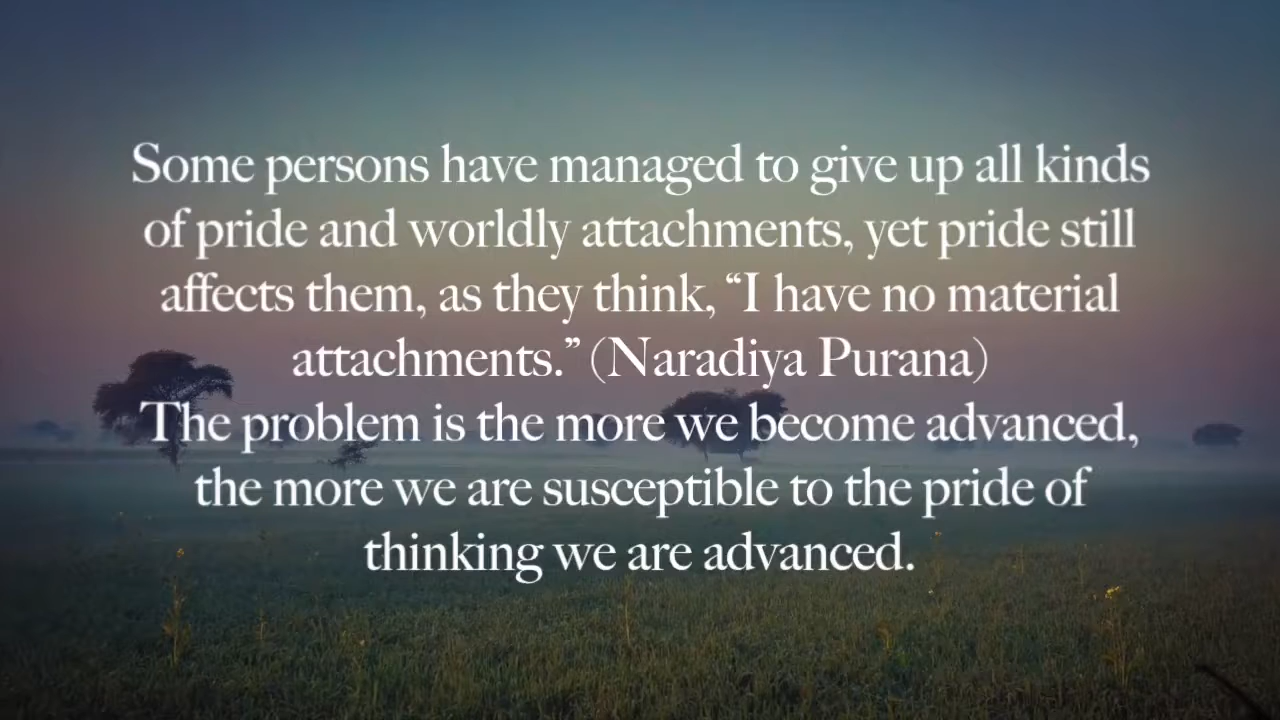 Some persons have managed to give up all kinds
of pride and worldly attachments, yet pride still
affects them, as they think, “I have no material
attachments.” (Naradiya Purana)
The problem is the more we become advanced,
the more we are susceptible to the pride of
thinking we are advanced.